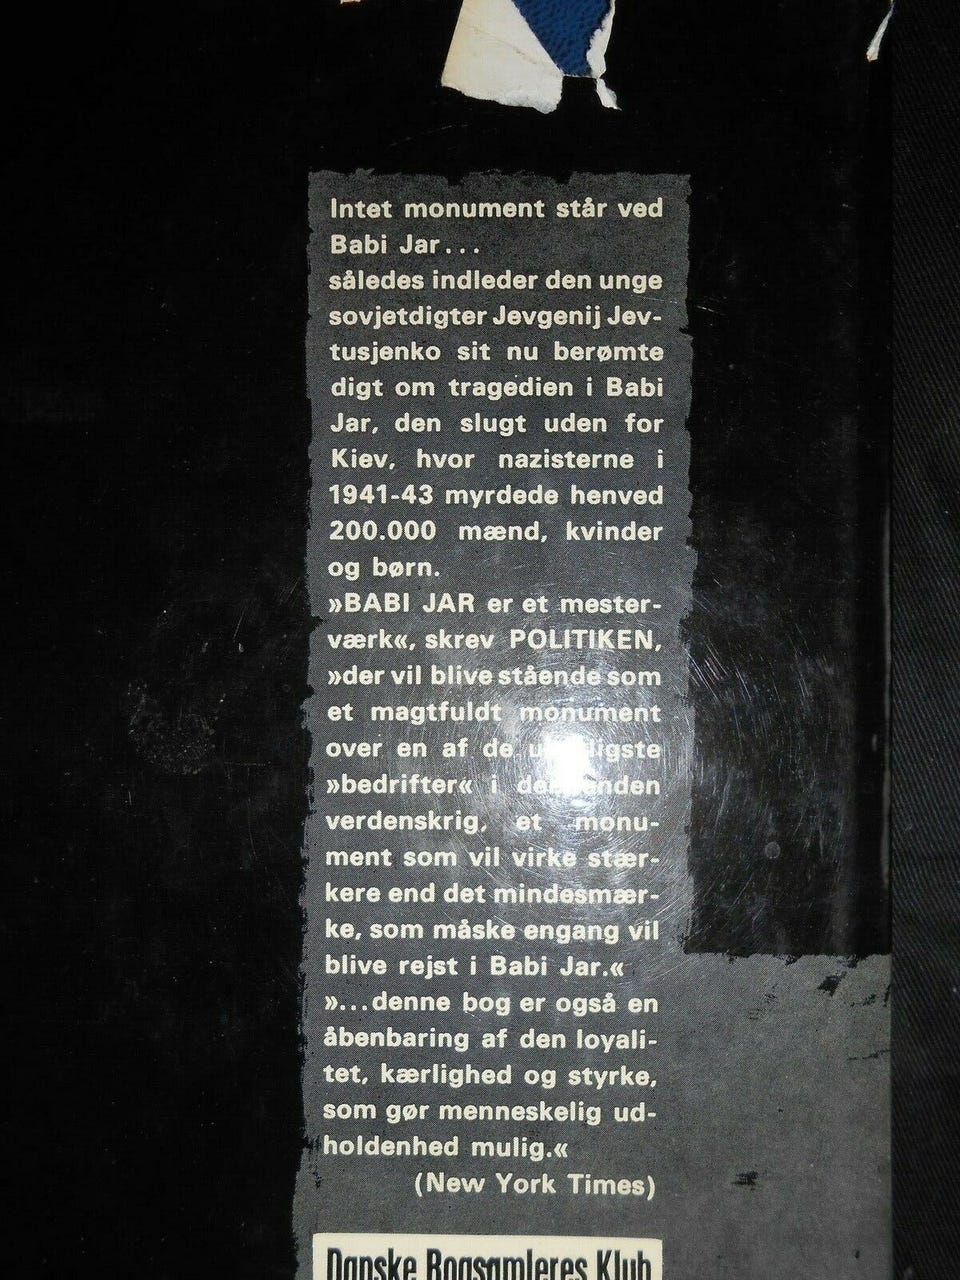 Intet monument står ved
Babi Jar...
således indleder den unge
sovjetdigter Jevgenij Jev-
tusjenko sit nu berømte
digt om tragedien i Babi
Jar, den slugt uden for
Kiev, hvor nazisterne i
1941-43 myrdede henved
200.000 mænd, kvinder
og børn.
»BABI JAR er et mester-
værk«, skrev POLITIKEN,
»der vil blive stående som
et magtfuldt monument
over en af de
»bedrifter« i
verdenskrig, et monu-
ment som vil virke stær-
kere end det mindesmær-
ke, som måske engang vil
blive rejst i Babi Jar.«
»...denne bog er også en
åbenbaring af den loyali-
tet, kærlighed og styrke,
som gør menneskelig ud-
holdenhed mulig.«
(New York Times)
Danske Bogsamleres Klub